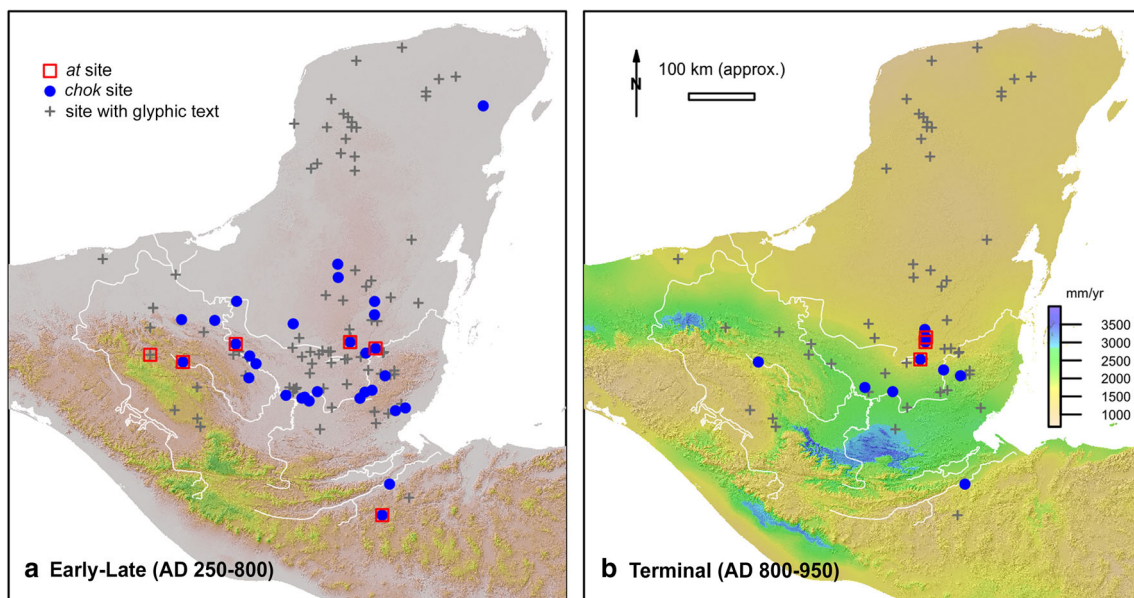 at site
chok site
site with glyphic text
a Early-Late (AD 250-800)
N
100 km (approx.)
mm/yr
3500
3000
2500
2000
1500
1000
b Terminal (AD 800-950)